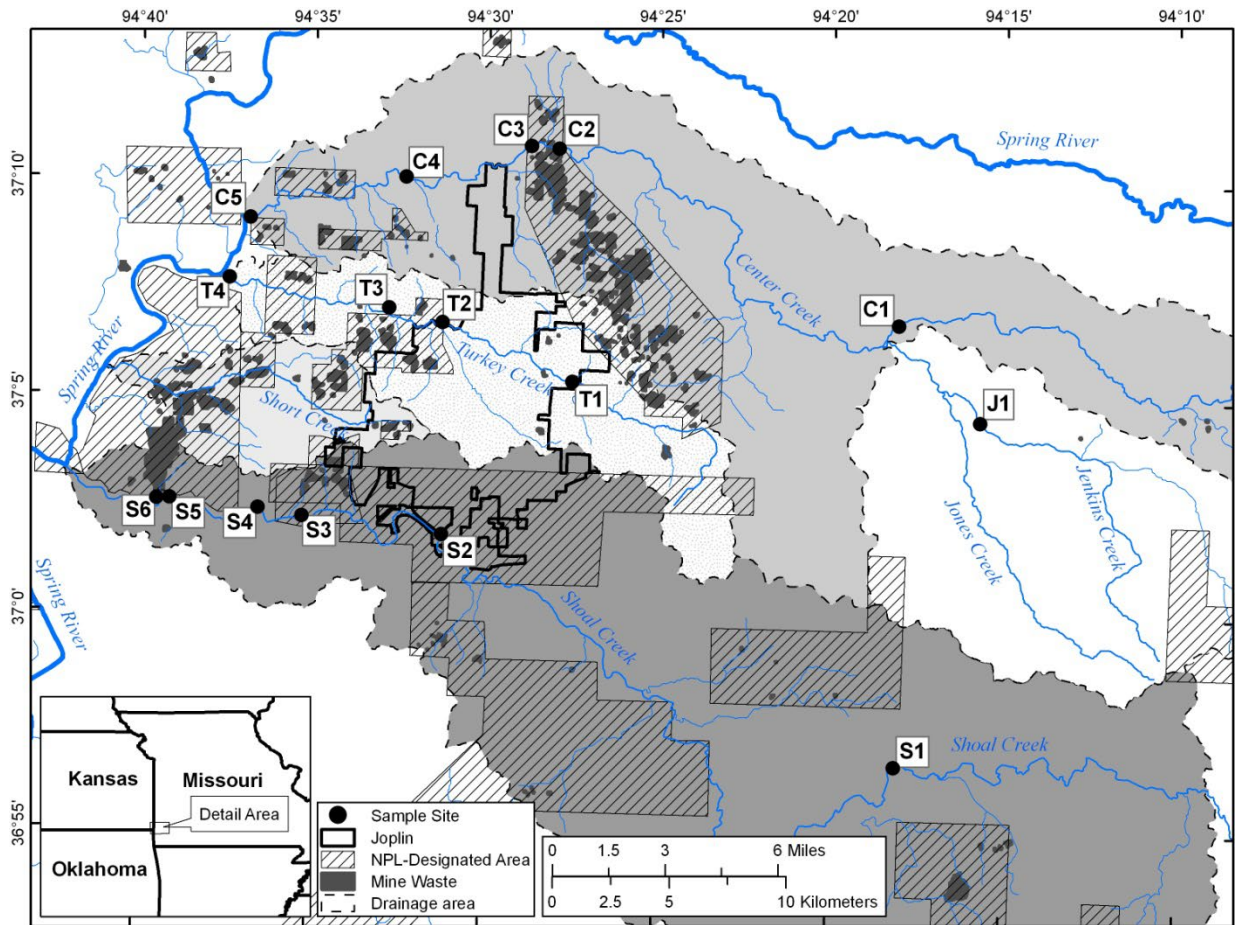 94°40'
94°35'
94°30'
94°25'
94°20'
94°15'
94°10'
37°10'
37°5'
37°0'
36°55'
Spring River
C3
C2
C4
C5
Center Creek
C1
T4
T3
T2
Turkey Creek
T1
Spring River
Short Creek
J1
Jenkins Creek
Jones Creek
S6
S5
S4
S3
S2
Spring River
Shoal Creek
S1
Shoal Creek
Kansas
Missouri
Detail Area
Oklahoma
Sample Site
Joplin
NPL-Designated Area
Mine Waste
Drainage area
0 1.5 3 6 Miles
0 2.5 5 10 Kilometers